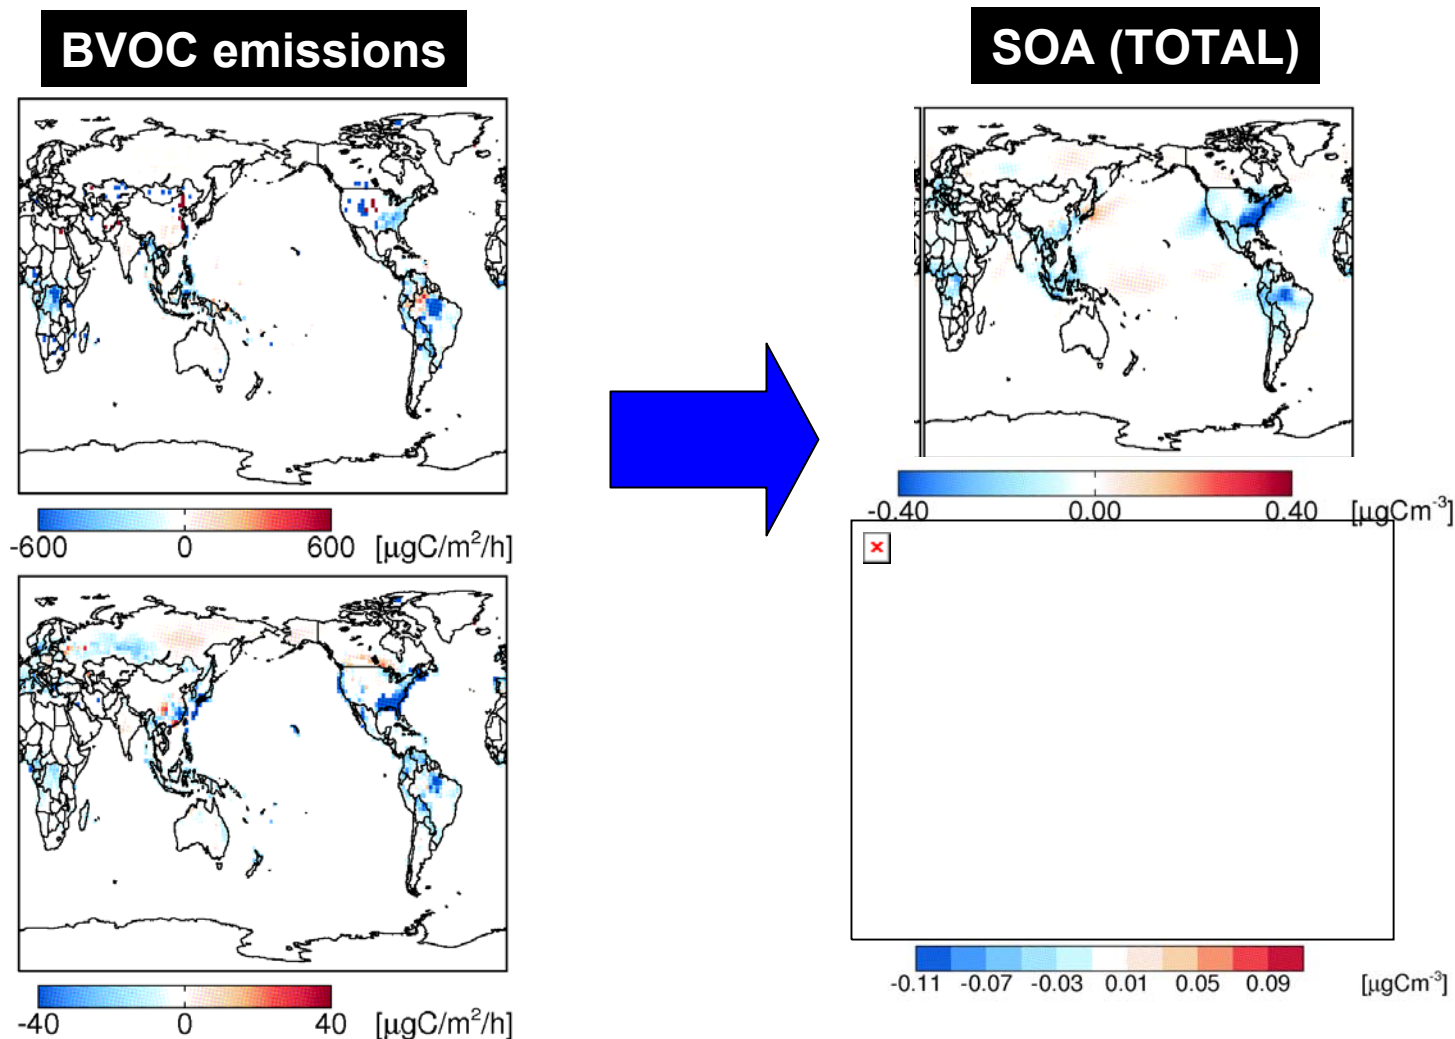 BVOC emissions
SOA (TOTAL)
-600 0 600 [µgC/m²/h]
-0.40 0.00 0.40 [µgCm⁻³]
-40 0 40 [µgC/m²/h]
-0.11 -0.07 -0.03 0.01 0.05 0.09 [µgCm⁻³]